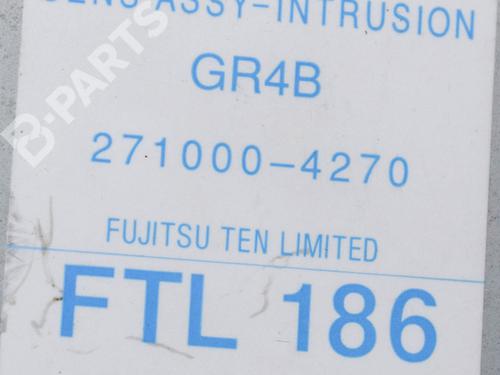 SENS ASSY-INTRUSION
GR4B
271000-4270
FUJITSU TEN LIMITED
FTL 186
B-PARTS